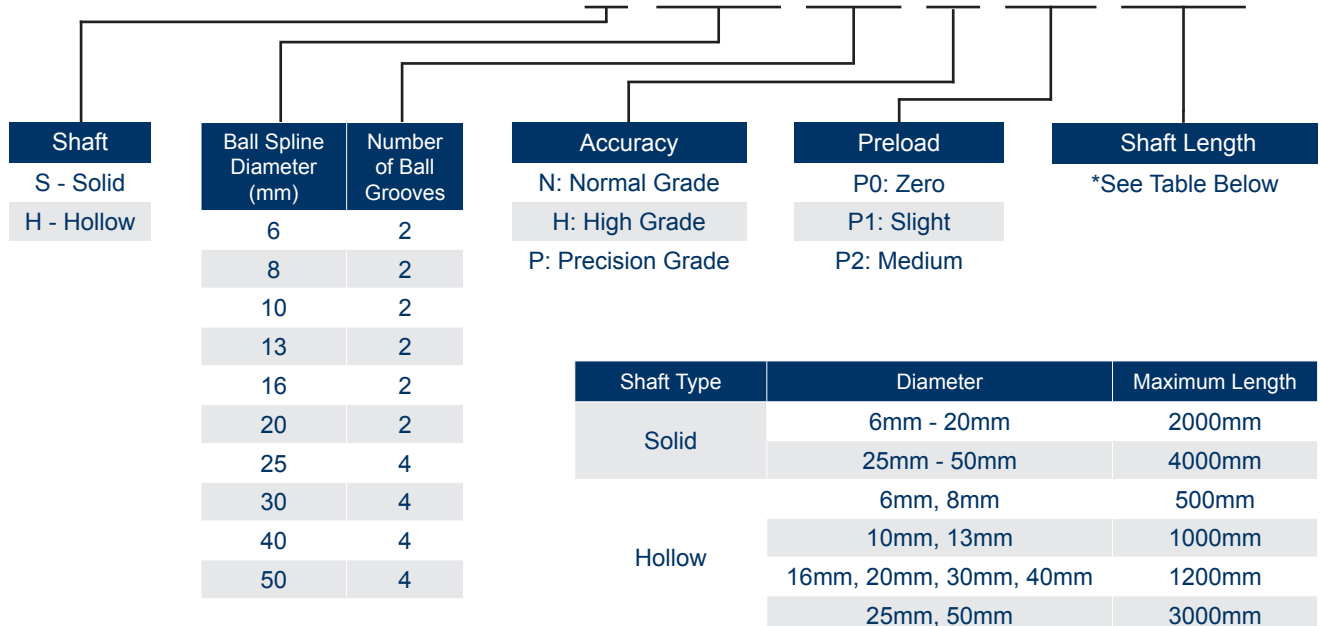 Shaft
S - Solid
H - Hollow
Ball Spline Diameter (mm) Number of Ball Grooves
6 2
8 2
10 2
13 2
16 2
20 2
25 4
30 4
40 4
50 4
Accuracy
N: Normal Grade
H: High Grade
P: Precision Grade
Preload
P0: Zero
P1: Slight
P2: Medium
Shaft Length
*See Table Below
Shaft Type Diameter Maximum Length
Solid
6mm - 20mm 2000mm
25mm - 50mm 4000mm
Hollow
6mm, 8mm 500mm
10mm, 13mm 1000mm
16mm, 20mm, 30mm, 40mm 1200mm
25mm, 50mm 3000mm